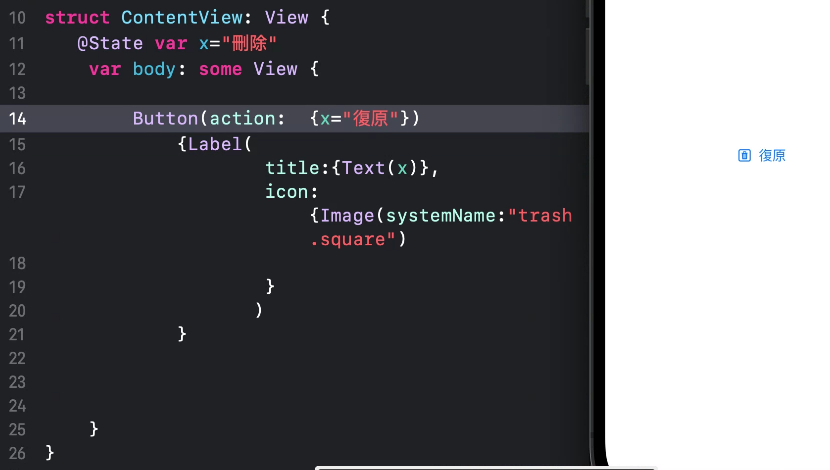 10 struct ContentView: View {
11 @State var x="刪除"
12 var body: some View {
13
14 Button(action:  {x="復原"})
15 {Label(
16 title:{Text(x)},
17 icon:
{Image(systemName:"trash
.square")
18
19 }
20 )
21 }
22
23
24
25 }
26 }
復原